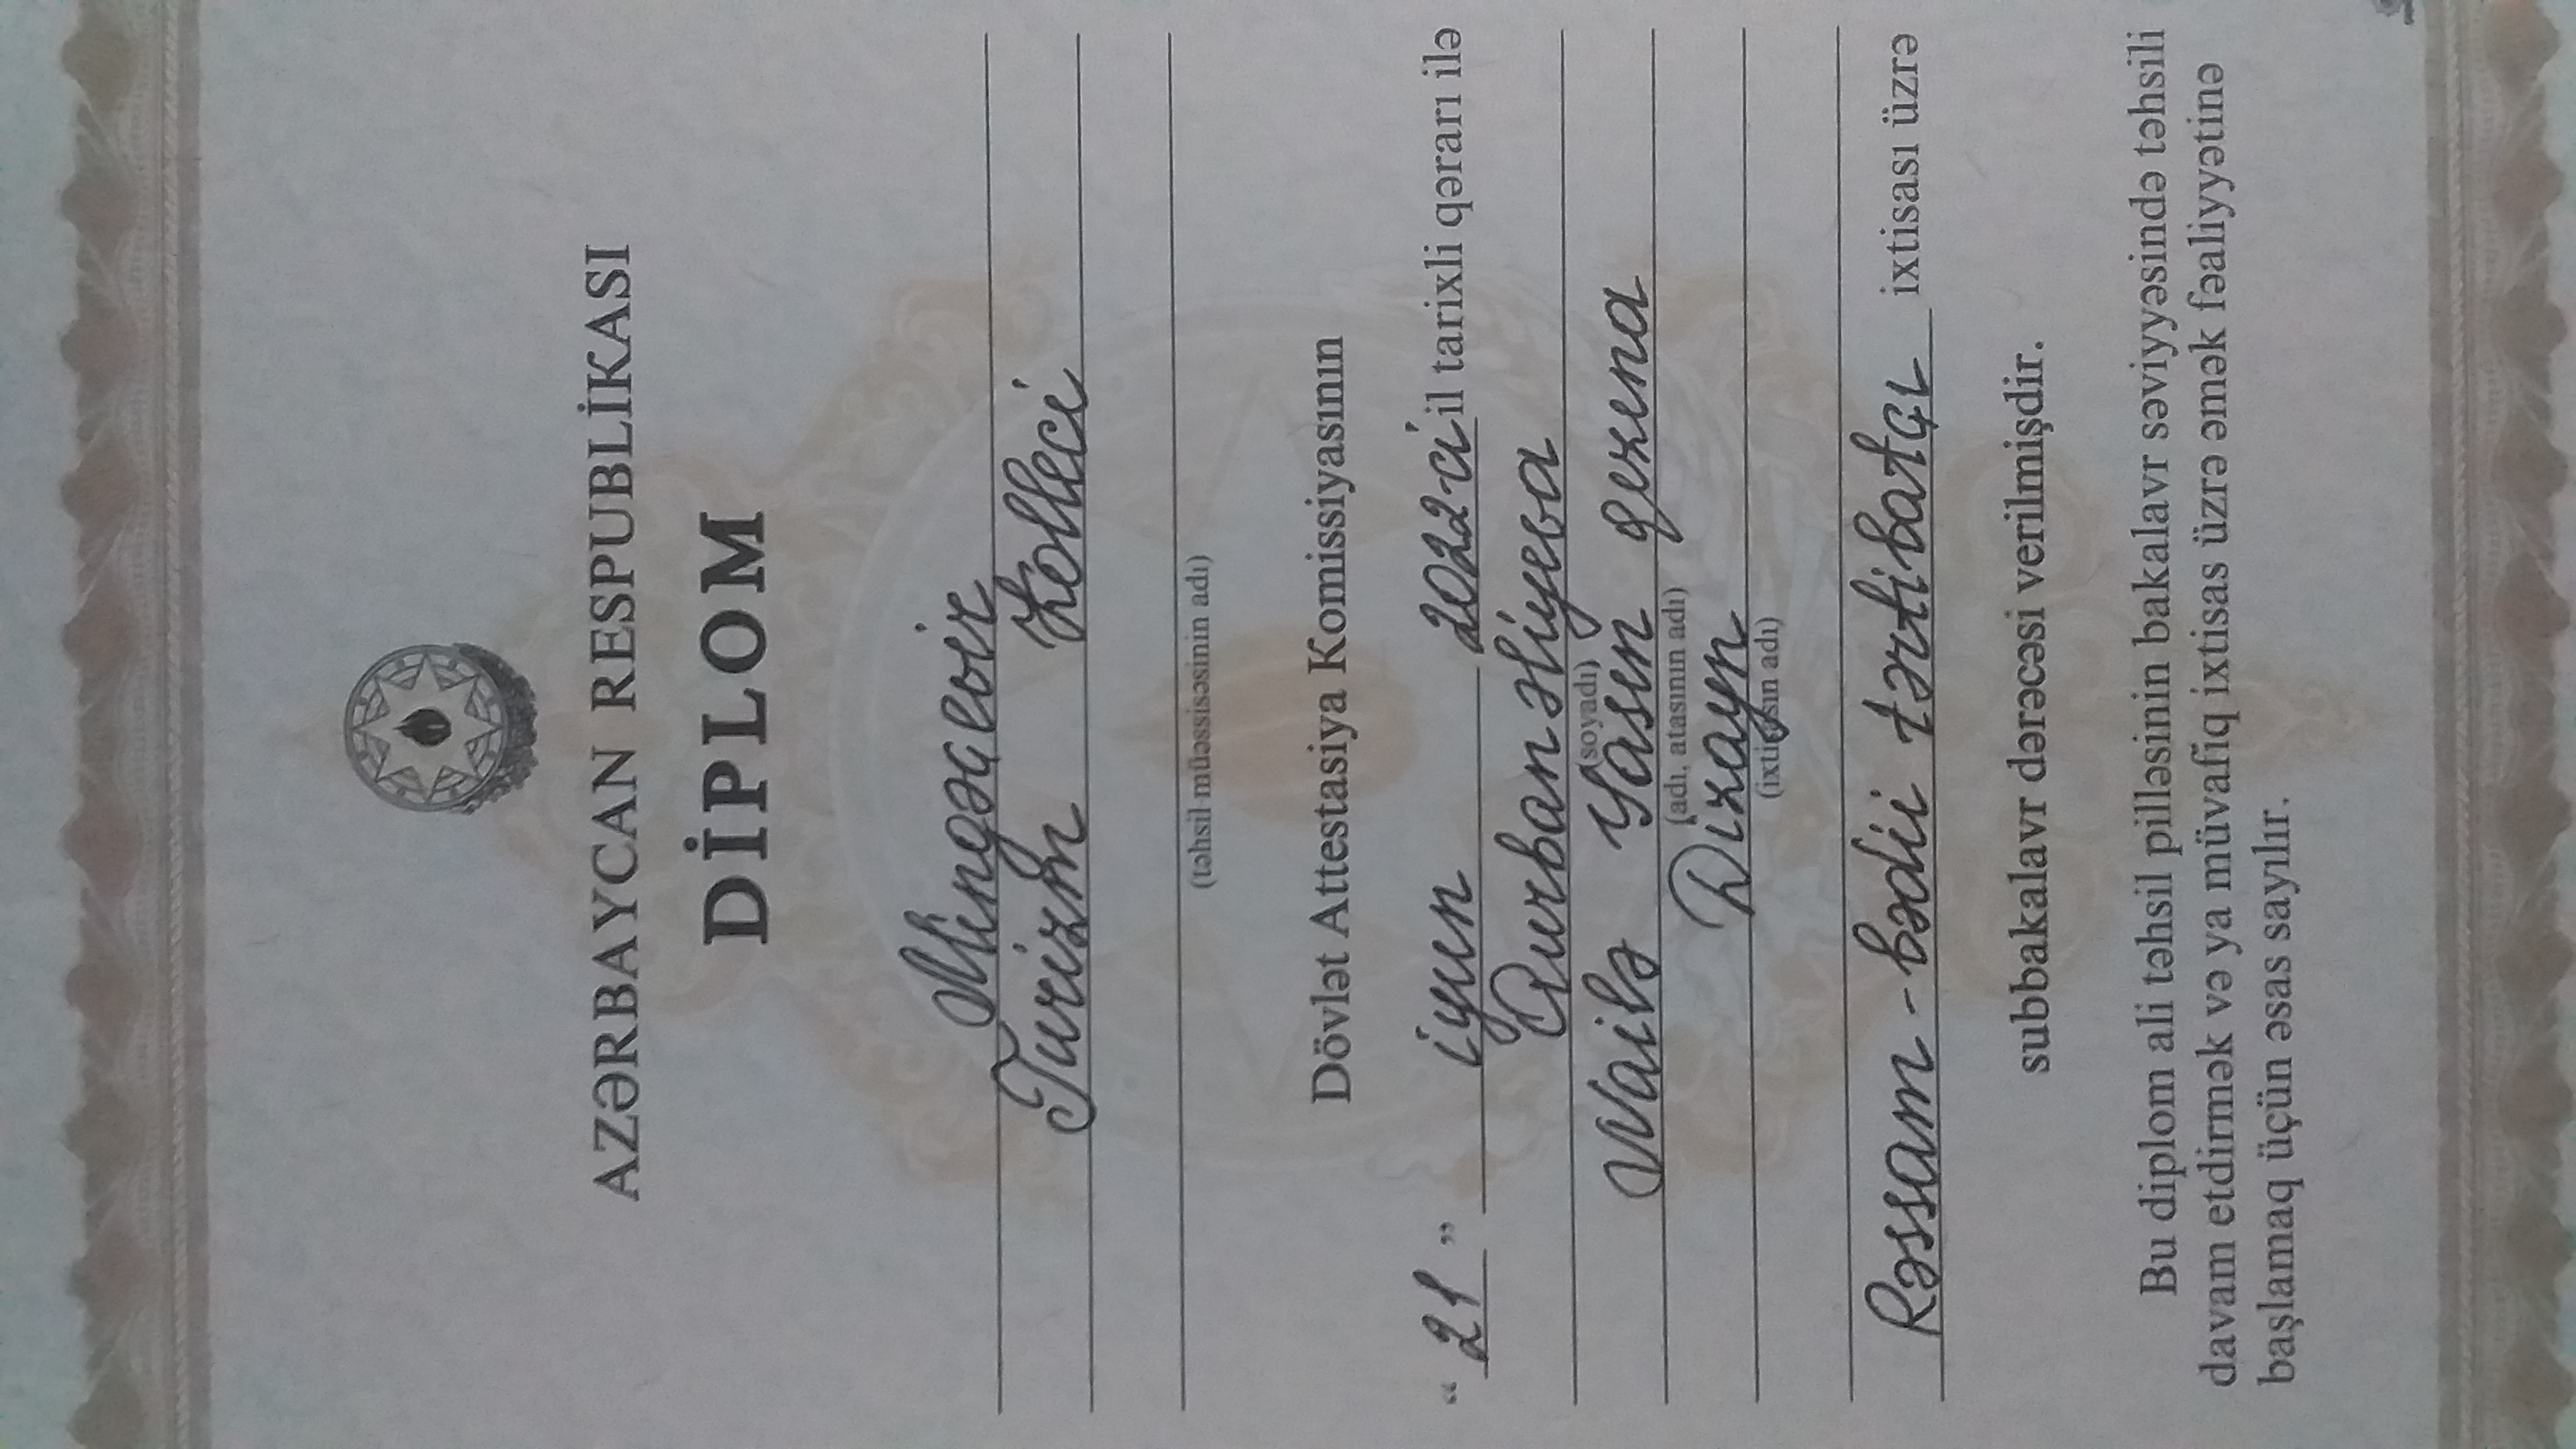 AZƏRBAYCAN RESPUBLİKASI
DİPLOM
Mingəçevir
Turizm Kolleci
(təhsil müəssisəsinin adı)
Dövlət Attestasiya Komissiyasının
“ 21 ” iyun 2022-ci il tarixli qərarı ilə
Qurbanəliyeva
(soyadı)
Nailə Yasin qızına
(adı, atasının adı)
Dizayn
(ixtisasın adı)
Rəssam - bədii tərtibatçı ixtisası üzrə
subbakalavr dərəcəsi verilmişdir.
Bu diplom ali təhsil pilləsinin bakalavr səviyyəsində təhsili
davam etdirmək və ya müvafiq ixtisas üzrə əmək fəaliyyətinə
başlamaq üçün əsas sayılır.